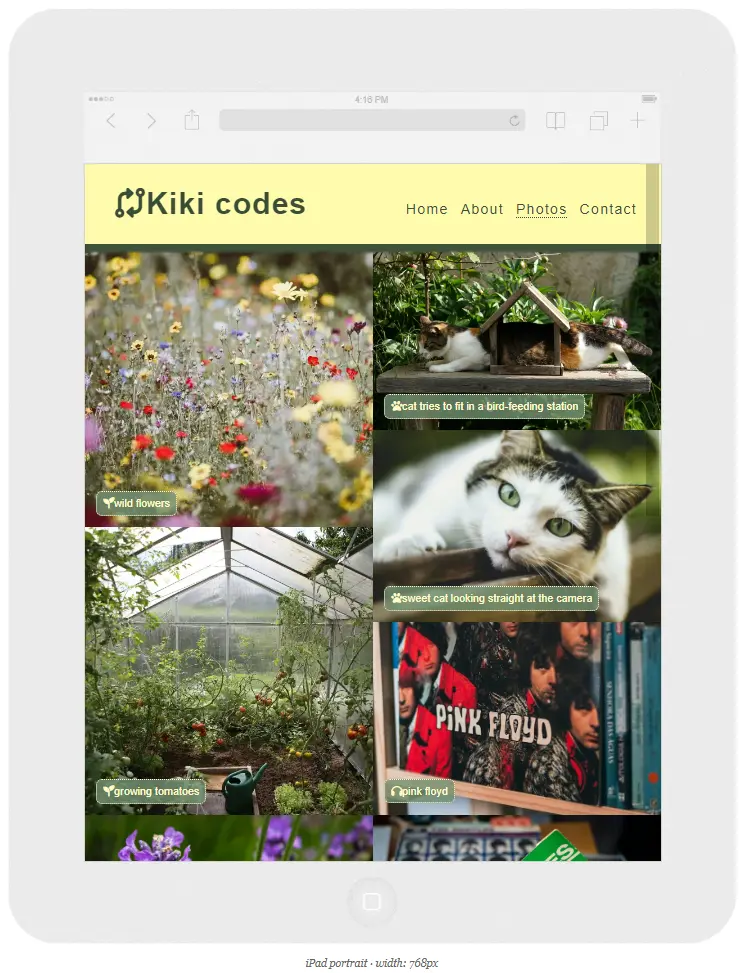 4:16 PM
Kiki codes
Home About Photos Contact
cat tries to fit in a bird-feeding station
wild flowers
sweet cat looking straight at the camera
PiNK FLOYD
growing tomatoes
pink floyd
iPad portrait · width: 768px